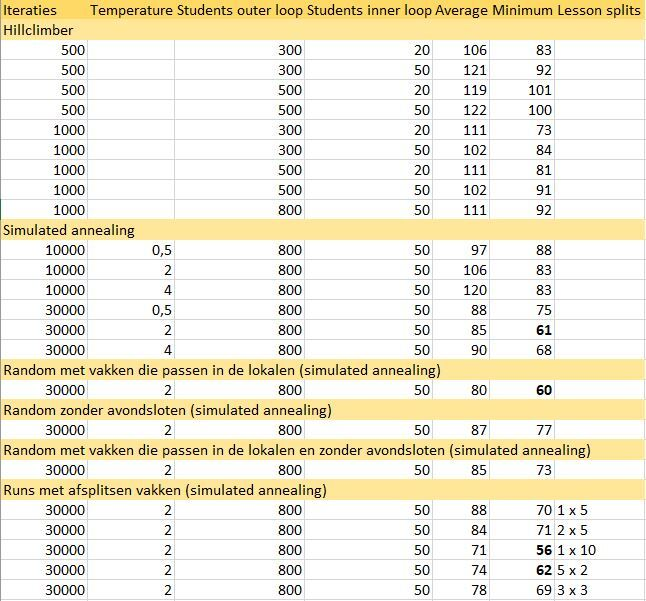 Iteraties Temperature Students outer loop Students inner loop Average Minimum Lesson splits
Hillclimber
500 300 20 106 83
500 300 50 121 92
500 500 20 119 101
500 500 50 122 100
1000 300 20 111 73
1000 300 50 102 84
1000 500 20 111 81
1000 500 50 102 91
1000 800 50 111 92
Simulated annealing
10000 0,5 800 50 97 88
10000 2 800 50 106 83
10000 4 800 50 120 83
30000 0,5 800 50 88 75
30000 2 800 50 85 61
30000 4 800 50 90 68
Random met vakken die passen in de lokalen (simulated annealing)
30000 2 800 50 80 60
Random zonder avondsloten (simulated annealing)
30000 2 800 50 87 77
Random met vakken die passen in de lokalen en zonder avondsloten (simulated annealing)
30000 2 800 50 85 73
Runs met afsplitsen vakken (simulated annealing)
30000 2 800 50 88 70 1 x 5
30000 2 800 50 84 71 2 x 5
30000 2 800 50 71 56 1 x 10
30000 2 800 50 74 62 5 x 2
30000 2 800 50 78 69 3 x 3